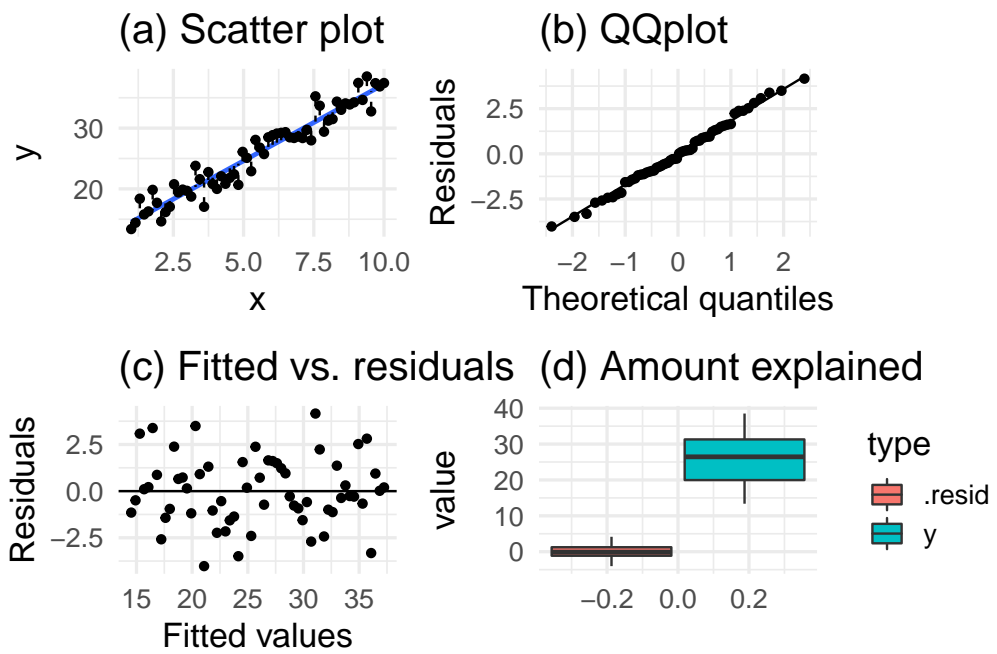 (a) Scatter plot
y
30
20
2.5 5.0 7.5 10.0
x
(b) QQplot
Residuals
2.5
0.0
−2.5
−2 −1 0 1 2
Theoretical quantiles
(c) Fitted vs. residuals
Residuals
2.5
0.0
−2.5
15 20 25 30 35
Fitted values
(d) Amount explained
value
40
30
20
10
0
−0.2 0.0 0.2
type
.resid
y